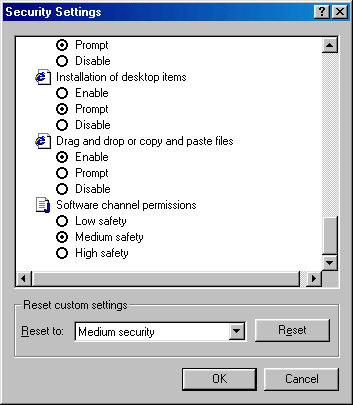 Security Settings
Prompt
Disable
Installation of desktop items
Enable
Prompt
Disable
Drag and drop or copy and paste files
Enable
Prompt
Disable
Software channel permissions
Low safety
Medium safety
High safety
Reset custom settings
Reset to: Medium security Reset
OK Cancel